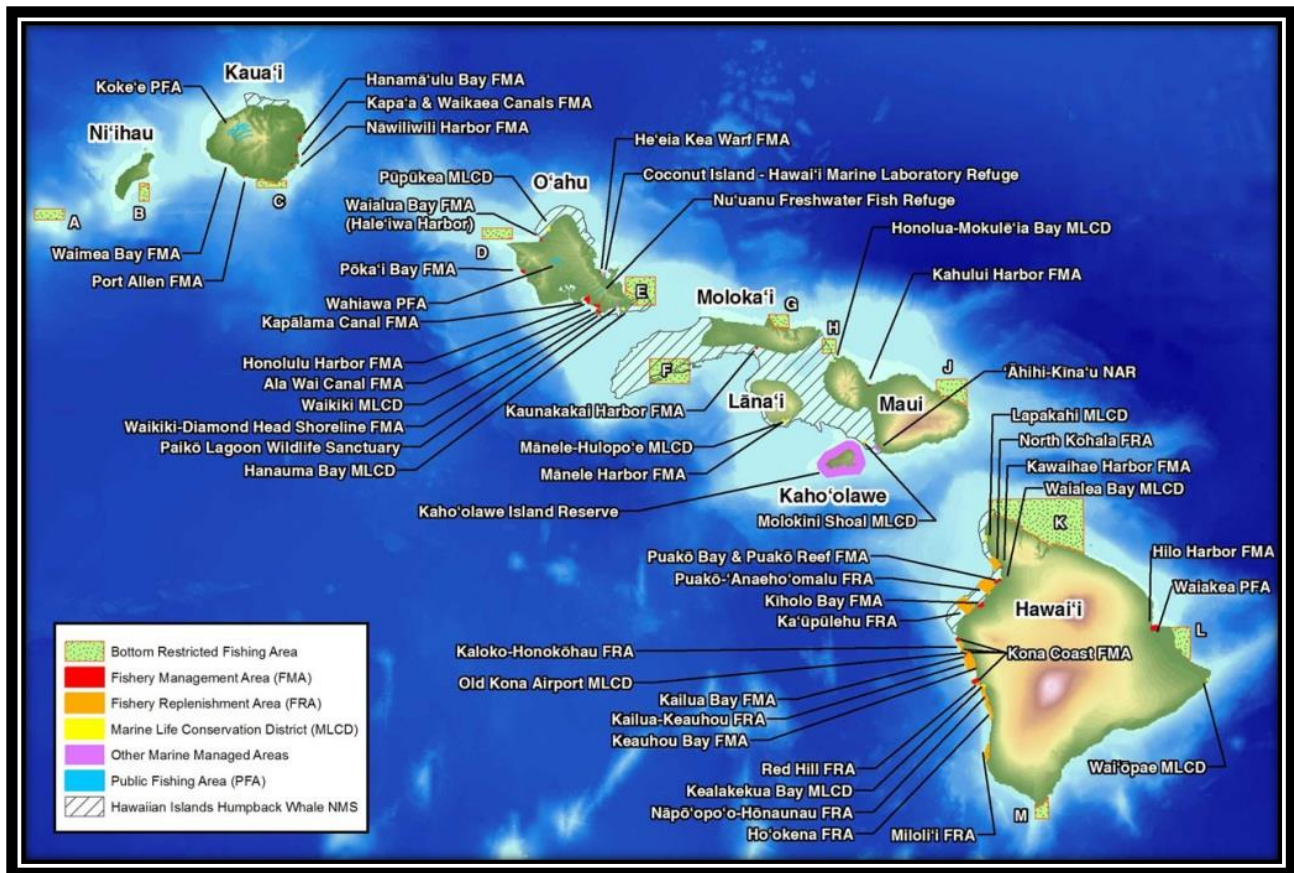 Kaua'i
Koke'e PFA
Hanamā'ulu Bay FMA
Kapa'a & Waikaea Canals FMA
Nawiliwili Harbor FMA
Ni'ihau
A
B
C
Waimea Bay FMA
Port Allen FMA
He'eia Kea Warf FMA
Coconut Island - Hawai'i Marine Laboratory Refuge
Nu'uanu Freshwater Fish Refuge
Pūpūkea MLCD
O'ahu
Waialua Bay FMA
(Hale'iwa Harbor)
D
Pōka'i Bay FMA
Wahiawa PFA
Kapālama Canal FMA
Honolulu Harbor FMA
Ala Wai Canal FMA
Waikiki MLCD
Waikiki-Diamond Head Shoreline FMA
Paikō Lagoon Wildlife Sanctuary
Hanauma Bay MLCD
E
Honolua-Mokulē'ia Bay MLCD
Kahului Harbor FMA
Moloka'i
G
H
F
J
Kaunakakai Harbor FMA
Lāna'i
Maui
'Āhihi-Kīna'u NAR
Mānele-Hulopo'e MLCD
Mānele Harbor FMA
Kaho'olawe Island Reserve
Kaho'olawe
Molokini Shoal MLCD
Lapakahi MLCD
North Kohala FRA
Kawaihae Harbor FMA
Waialea Bay MLCD
K
Puakō Bay & Puakō Reef FMA
Puakō-'Anaeho'omalu FRA
Kīholo Bay FMA
Ka'ūpūlehu FRA
Hawai'i
Hilo Harbor FMA
Waiakea PFA
L
Kaloko-Honokōhau FRA
Old Kona Airport MLCD
Kona Coast FMA
Kailua Bay FMA
Kailua-Keauhou FRA
Keauhou Bay FMA
Red Hill FRA
Kealakekua Bay MLCD
Nāpō'opo'o-Hōnaunau FRA
Ho'okena FRA
Miloli'i FRA
M
Wai'ōpae MLCD
Bottom Restricted Fishing Area
Fishery Management Area (FMA)
Fishery Replenishment Area (FRA)
Marine Life Conservation District (MLCD)
Other Marine Managed Areas
Public Fishing Area (PFA)
Hawaiian Islands Humpback Whale NMS